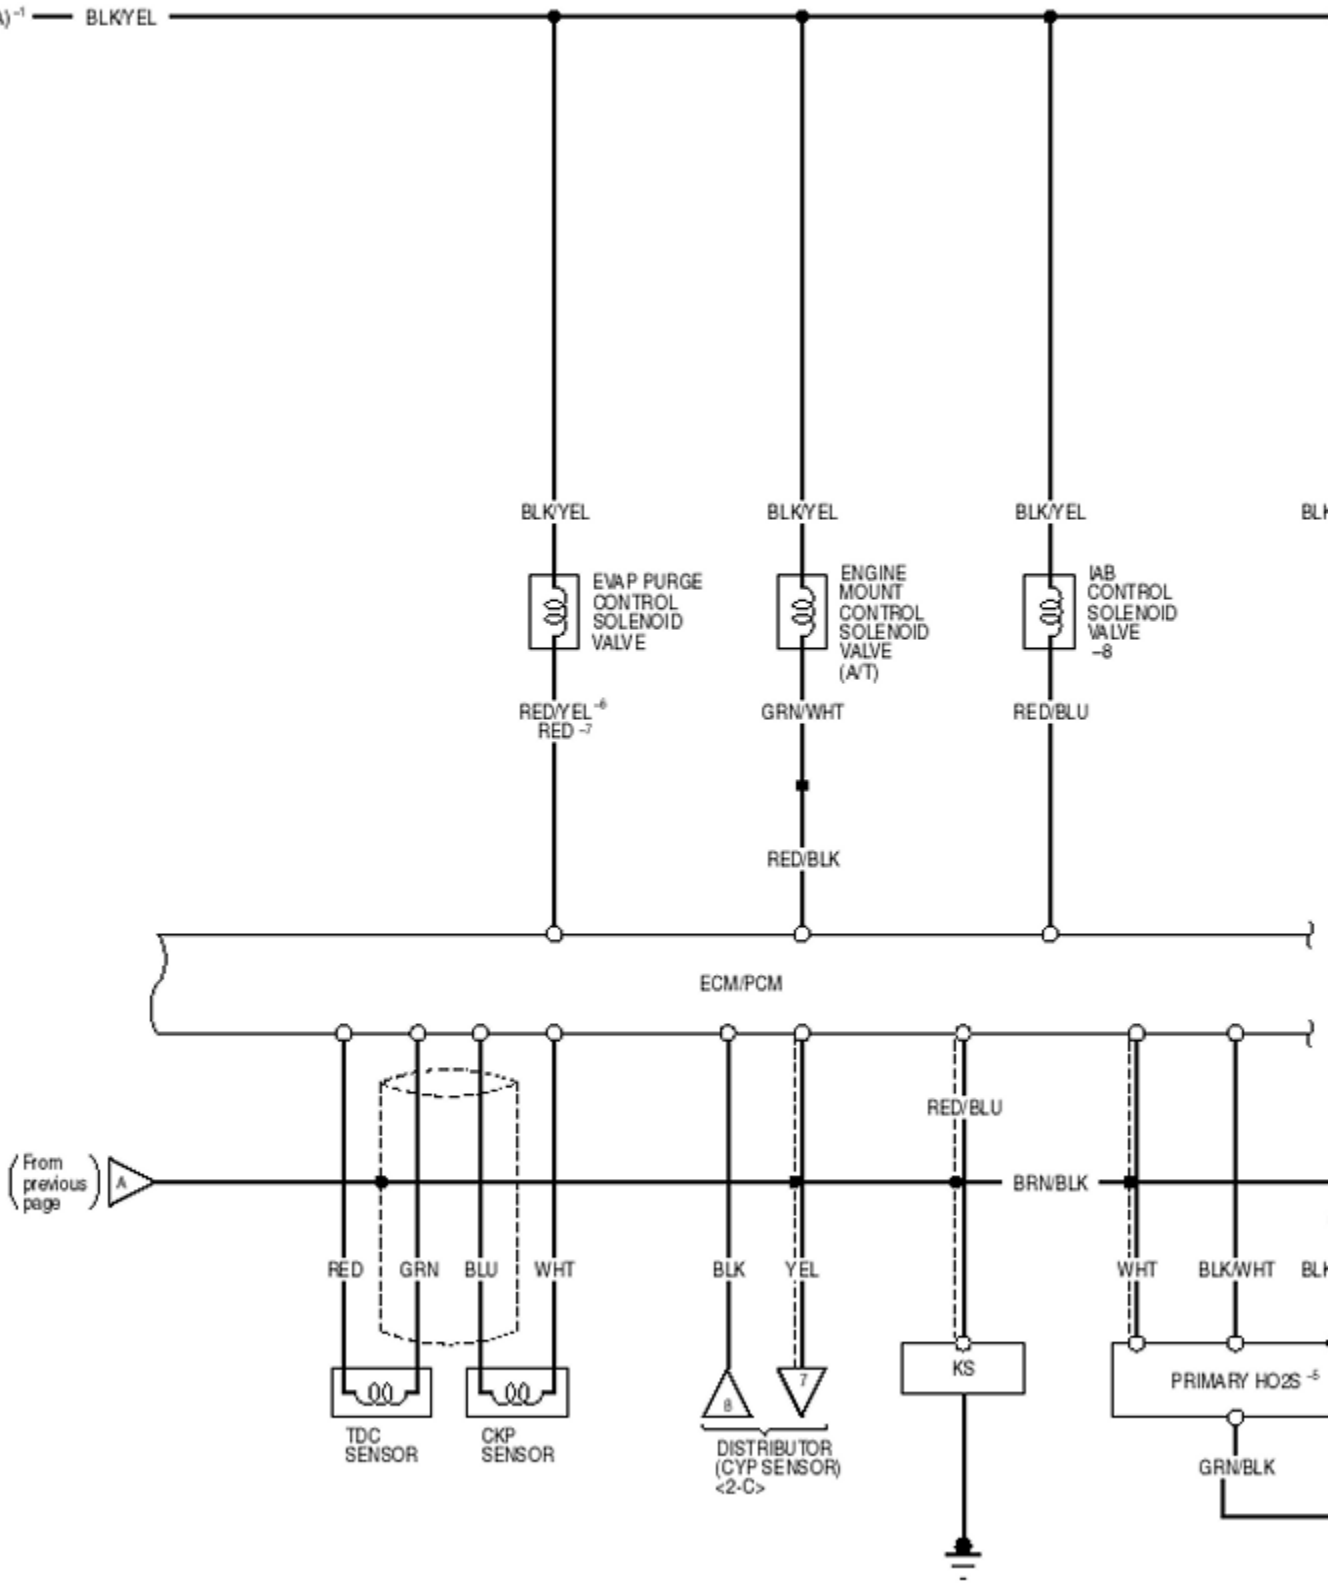 A) –1 BLK/YEL
BLK/YEL
BLK/YEL
BLK/YEL
BLK
EVAP PURGE
CONTROL
SOLENOID
VALVE
ENGINE
MOUNT
CONTROL
SOLENOID
VALVE
(A/T)
IAB
CONTROL
SOLENOID
VALVE
–8
RED/YEL –6
RED –7
GRN/WHT
RED/BLU
RED/BLK
ECM/PCM
RED/BLU
(From
previous
page)
A
BRN/BLK
RED
GRN
BLU
WHT
BLK
YEL
WHT
BLK/WHT
BLK
KS
PRIMARY HO2S –5
8
7
TDC
SENSOR
CKP
SENSOR
DISTRIBUTOR
(CYP SENSOR)
<2-C>
GRN/BLK